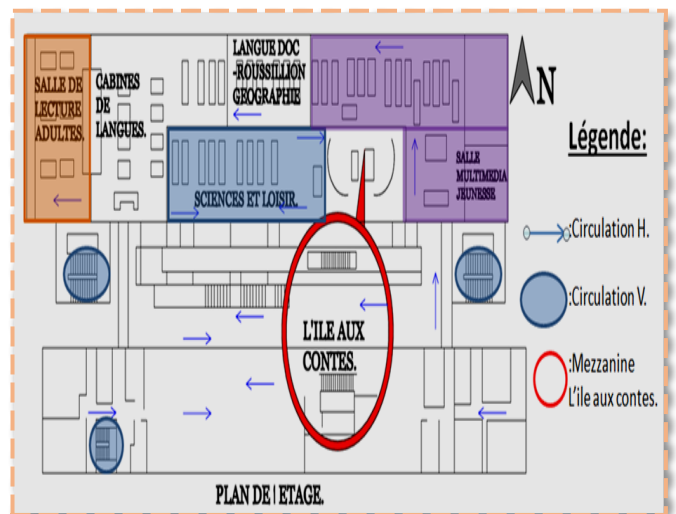 SALLE DE
LECTURE
ADULTES.
CABINES
DE
LANGUES.
LANGUE DOC
-ROUSSILLION
GEOGRAPHIE
SCIENCES ET LOISIR.
SALLE
MULTIMEDIA
JEUNESSE
L'ILE AUX
CONTES.
PLAN DE l ETAGE.
N
Légende:
:Circulation H.
:Circulation V.
:Mezzanine
L'île aux contes.